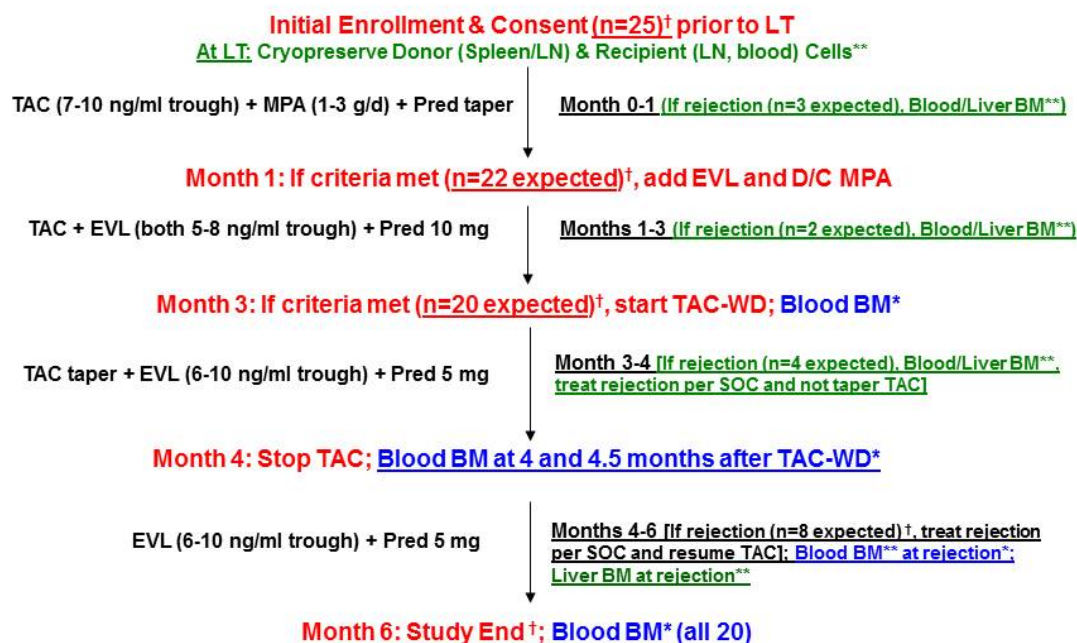 Initial Enrollment & Consent (n=25)† prior to LT
At LT: Cryopreserve Donor (Spleen/LN) & Recipient (LN, blood) Cells**
TAC (7-10 ng/ml trough) + MPA (1-3 g/d) + Pred taper
Month 0-1 (If rejection (n=3 expected), Blood/Liver BM**)
Month 1: If criteria met (n=22 expected)†, add EVL and D/C MPA
TAC + EVL (both 5-8 ng/ml trough) + Pred 10 mg
Months 1-3 (If rejection (n=2 expected), Blood/Liver BM**)
Month 3: If criteria met (n=20 expected)†, start TAC-WD; Blood BM*
TAC taper + EVL (6-10 ng/ml trough) + Pred 5 mg
Month 3-4 [If rejection (n=4 expected), Blood/Liver BM**,
treat rejection per SOC and not taper TAC]
Month 4: Stop TAC; Blood BM at 4 and 4.5 months after TAC-WD*
EVL (6-10 ng/ml trough) + Pred 5 mg
Months 4-6 [If rejection (n=8 expected) †, treat rejection
per SOC and resume TAC]; Blood BM** at rejection*;
Liver BM at rejection**
Month 6: Study End †; Blood BM* (all 20)